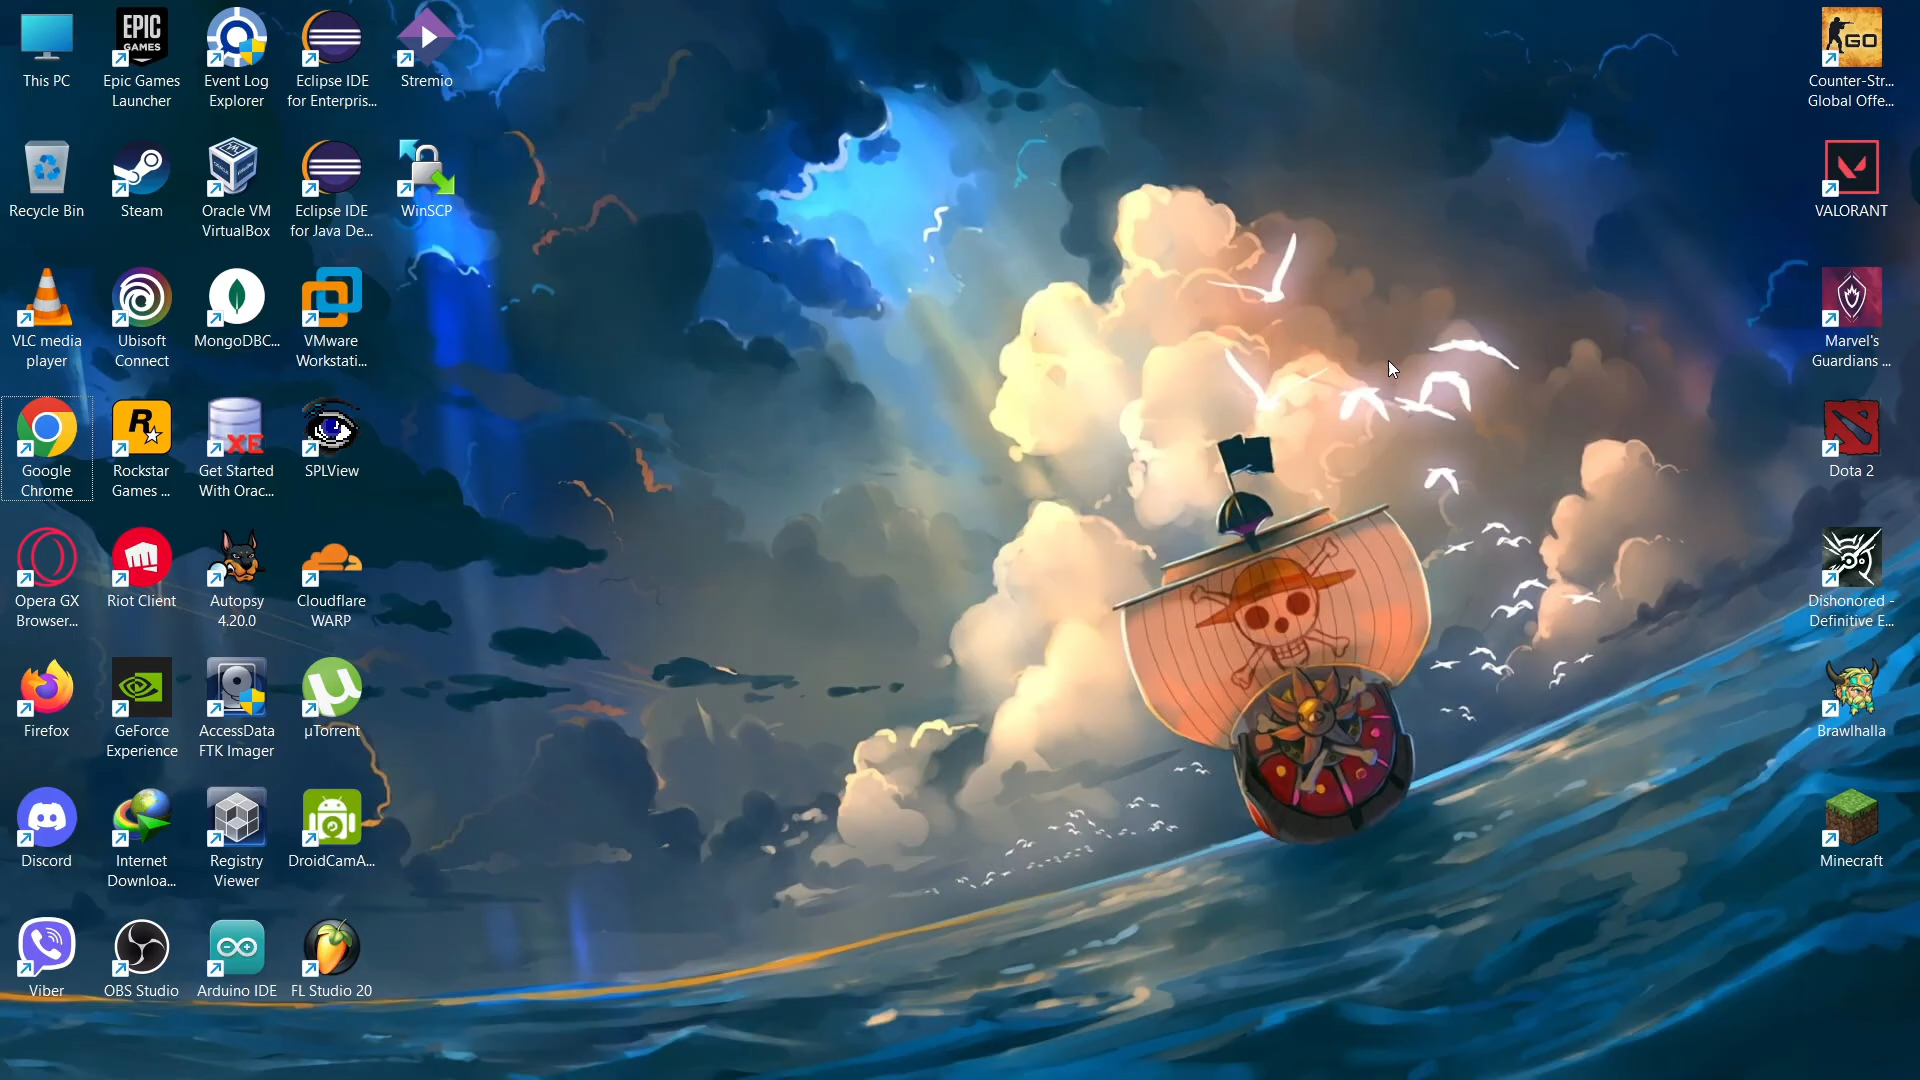 This PC
EPIC
GAMES
Epic Games
Launcher
Event Log
Explorer
Eclipse IDE
for Enterpris...
Stremio
Recycle Bin
Steam
Oracle VM
VirtualBox
Eclipse IDE
for Java De...
WinSCP
VLC media
player
Ubisoft
Connect
MongoDBC...
VMware
Workstati...
Google
Chrome
R
Rockstar
Games ...
XE
Get Started
With Orac...
SPLView
Opera GX
Browser...
Riot Client
Autopsy
4.20.0
Cloudflare
WARP
Firefox
GeForce
Experience
AccessData
FTK Imager
µ
µTorrent
Discord
Internet
Downloa...
Registry
Viewer
DroidCamA...
Viber
OBS Studio
Arduino IDE
FL Studio 20
GO
Counter-Str...
Global Offe...
VALORANT
Marvel's
Guardians ...
Dota 2
Dishonored -
Definitive E...
Brawlhalla
Minecraft